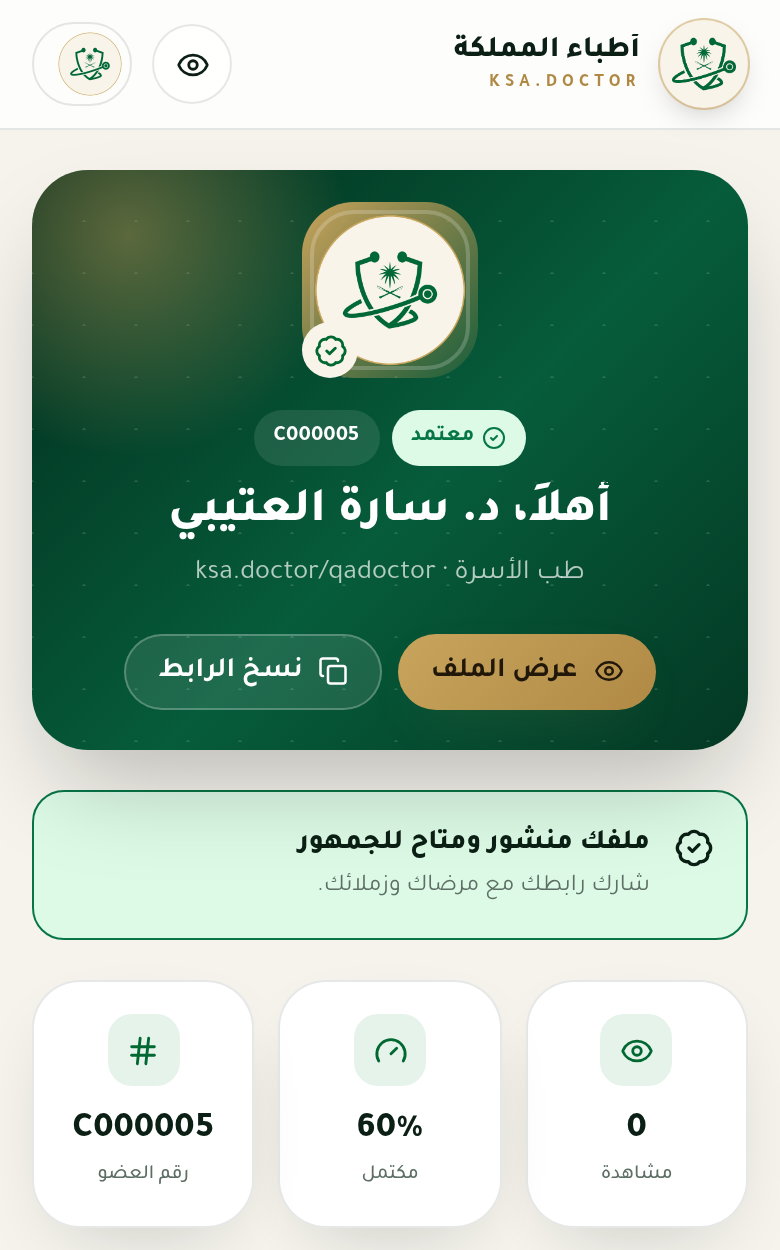 أطباء المملكة
KSA.DOCTOR
معتمد
C000005
أهلاً، د. سارة العتيبي
طب الأسرة · ksa.doctor/qadoctor
عرض الملف
نسخ الرابط
ملفك منشور ومتاح للجمهور
شارك رابطك مع مرضاك وزملائك.
0
مشاهدة
60%
مكتمل
C000005
رقم العضو